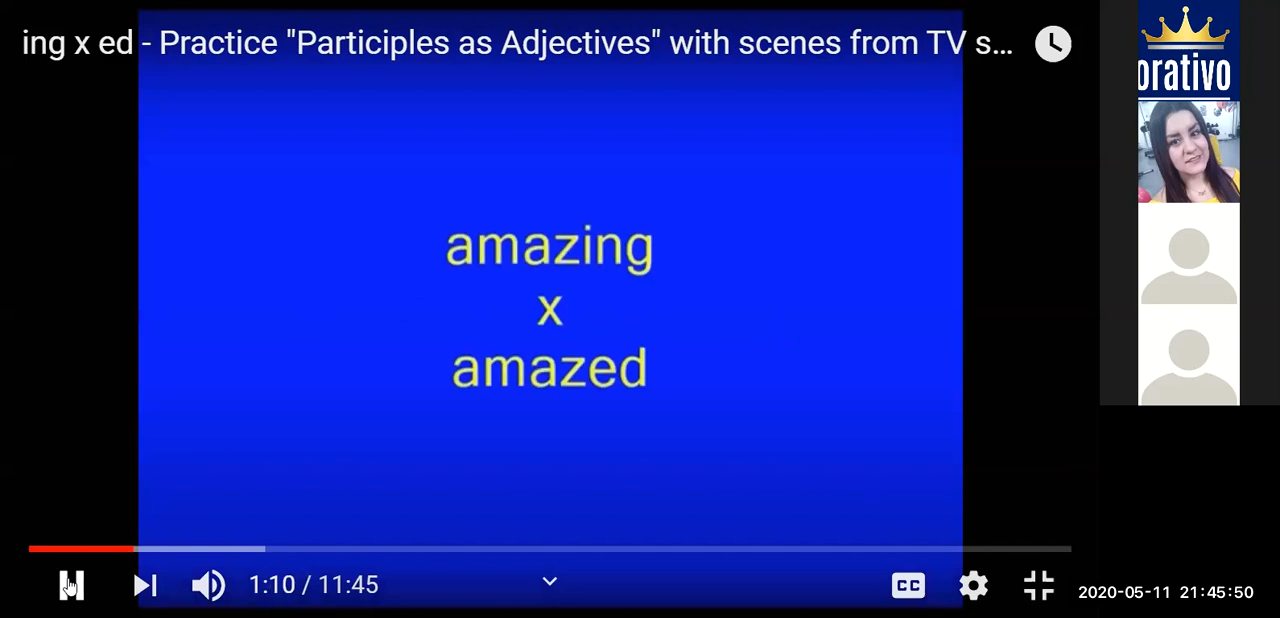 ing x ed - Practice "Participles as Adjectives" with scenes from TV s...
orativo
amazing
x
amazed
1:10 / 11:45
CC
2020-05-11 21:45:50